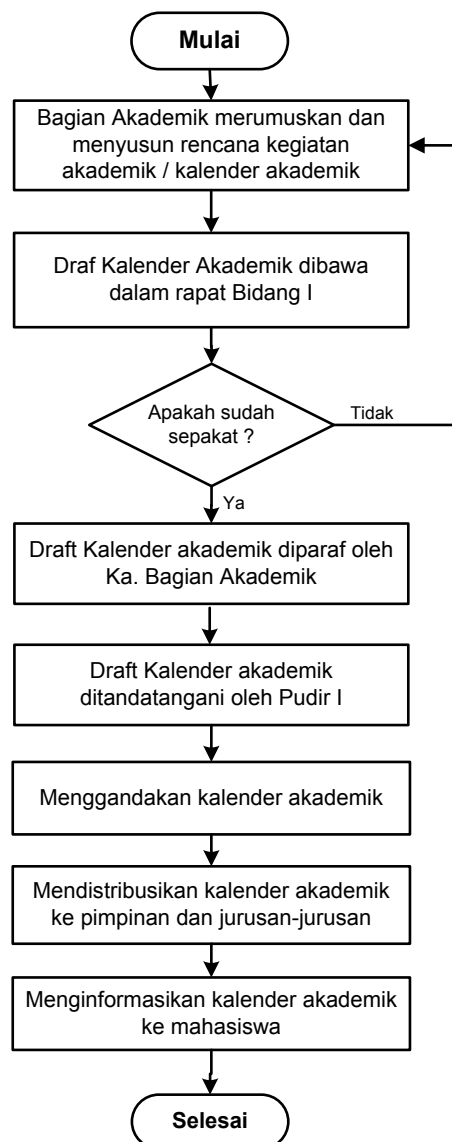 Mulai
Bagian Akademik merumuskan dan
menyusun rencana kegiatan
akademik / kalender akademik
Draf Kalender Akademik dibawa
dalam rapat Bidang I
Apakah sudah
sepakat ?
Tidak
Ya
Draft Kalender akademik diparaf oleh
Ka. Bagian Akademik
Draft Kalender akademik
ditandatangani oleh Pudir I
Menggandakan kalender akademik
Mendistribusikan kalender akademik
ke pimpinan dan jurusan-jurusan
Menginformasikan kalender akademik
ke mahasiswa
Selesai